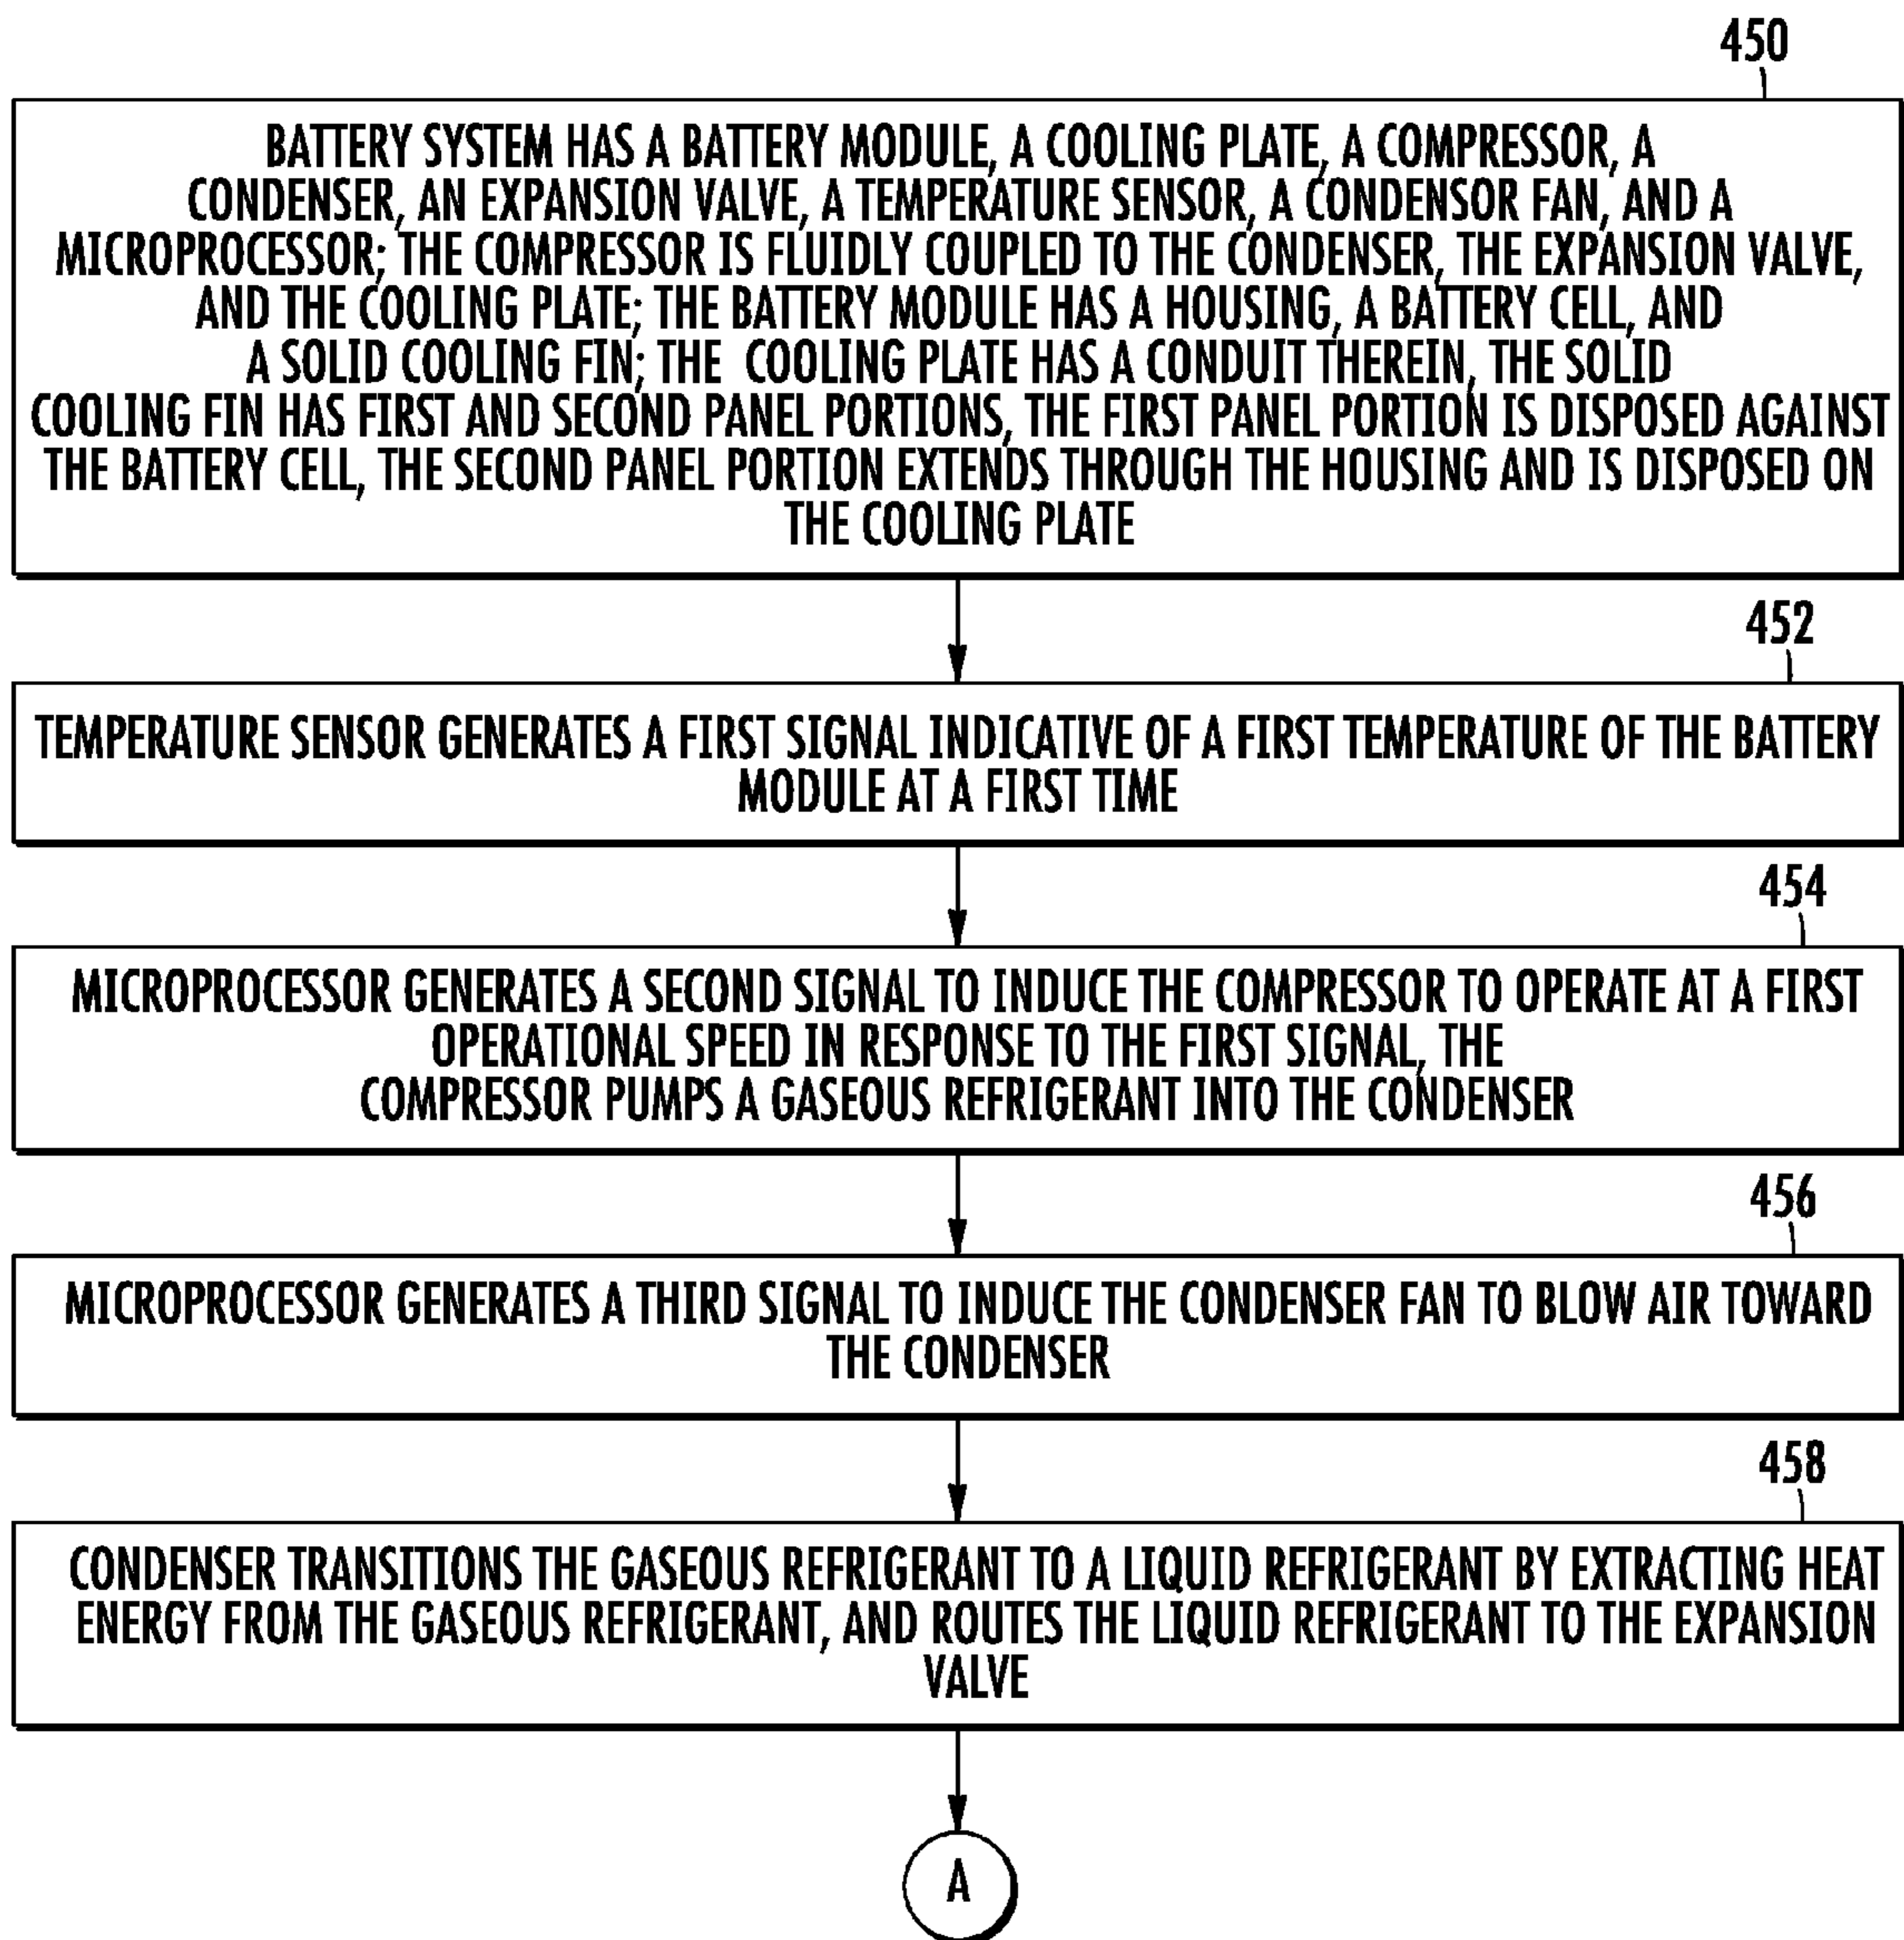 450
BATTERY SYSTEM HAS A BATTERY MODULE, A COOLING PLATE, A COMPRESSOR, A
CONDENSER, AN EXPANSION VALVE, A TEMPERATURE SENSOR, A CONDENSOR FAN, AND A
MICROPROCESSOR; THE COMPRESSOR IS FLUIDLY COUPLED TO THE CONDENSER, THE EXPANSION VALVE,
AND THE COOLING PLATE; THE BATTERY MODULE HAS A HOUSING, A BATTERY CELL, AND
A SOLID COOLING FIN; THE COOLING PLATE HAS A CONDUIT THEREIN, THE SOLID
COOLING FIN HAS FIRST AND SECOND PANEL PORTIONS, THE FIRST PANEL PORTION IS DISPOSED AGAINST
THE BATTERY CELL, THE SECOND PANEL PORTION EXTENDS THROUGH THE HOUSING AND IS DISPOSED ON
THE COOLING PLATE
452
TEMPERATURE SENSOR GENERATES A FIRST SIGNAL INDICATIVE OF A FIRST TEMPERATURE OF THE BATTERY
MODULE AT A FIRST TIME
454
MICROPROCESSOR GENERATES A SECOND SIGNAL TO INDUCE THE COMPRESSOR TO OPERATE AT A FIRST
OPERATIONAL SPEED IN RESPONSE TO THE FIRST SIGNAL, THE
COMPRESSOR PUMPS A GASEOUS REFRIGERANT INTO THE CONDENSER
456
MICROPROCESSOR GENERATES A THIRD SIGNAL TO INDUCE THE CONDENSER FAN TO BLOW AIR TOWARD
THE CONDENSER
458
CONDENSER TRANSITIONS THE GASEOUS REFRIGERANT TO A LIQUID REFRIGERANT BY EXTRACTING HEAT
ENERGY FROM THE GASEOUS REFRIGERANT, AND ROUTES THE LIQUID REFRIGERANT TO THE EXPANSION
VALVE
A